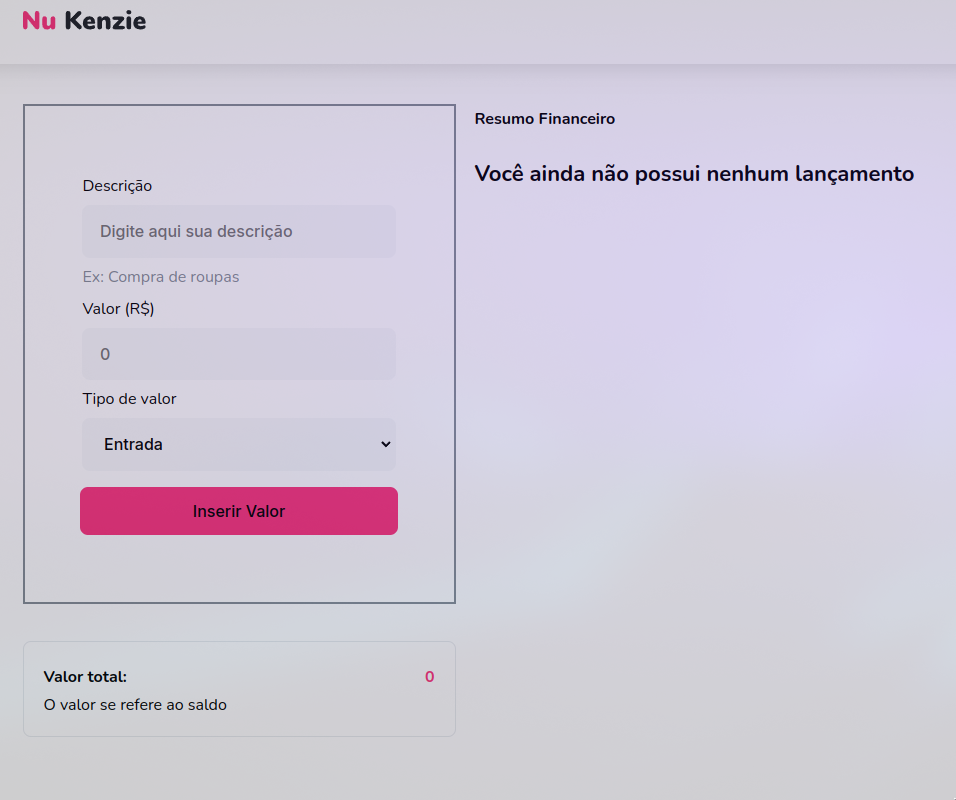 Nu Kenzie
Descrição
Digite aqui sua descrição
Ex: Compra de roupas
Valor (R$)
0
Tipo de valor
Entrada
Inserir Valor
Valor total:
0
O valor se refere ao saldo
Resumo Financeiro
Você ainda não possui nenhum lançamento